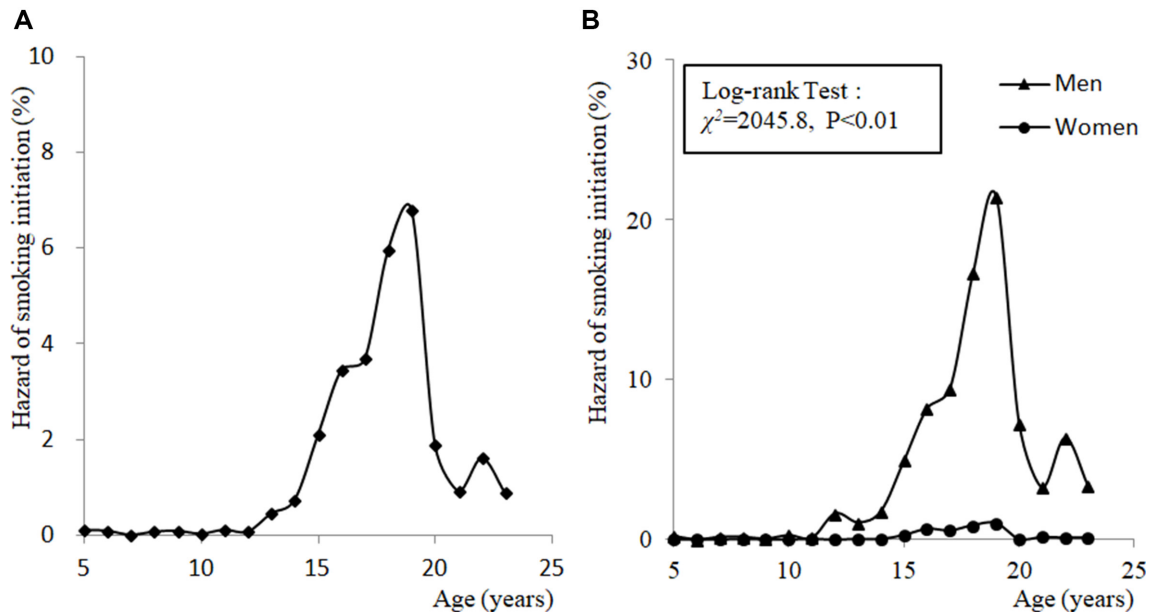 A
Hazard of smoking initiation (%)
10
8
6
4
2
0
5 10 15 20 25
Age (years)
B
Hazard of smoking initiation (%)
30
20
10
0
Log-rank Test :
χ²=2045.8, P<0.01
Men
Women
5 10 15 20 25
Age (years)